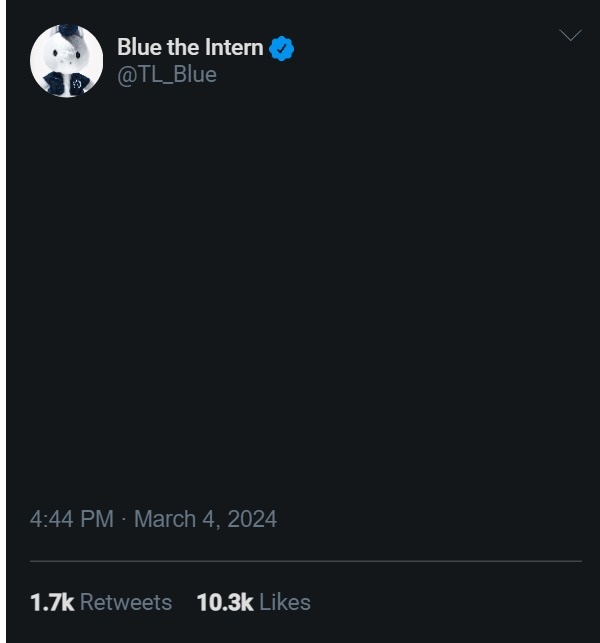 Blue the Intern
@TL_Blue
4:44 PM · March 4, 2024
1.7k Retweets 10.3k Likes